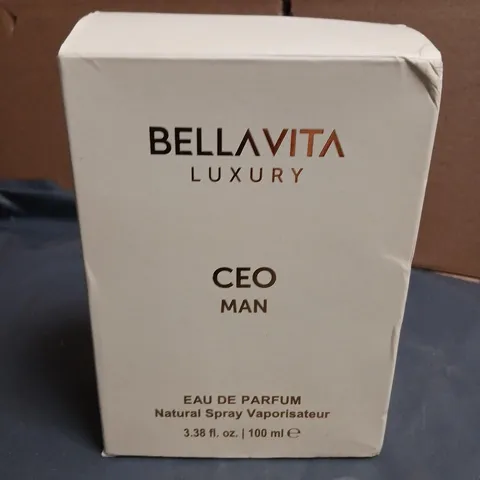 BELLAVITA
LUXURY
CEO
MAN
EAU DE PARFUM
Natural Spray Vaporisateur
3.38 fl. oz. | 100 ml ℮